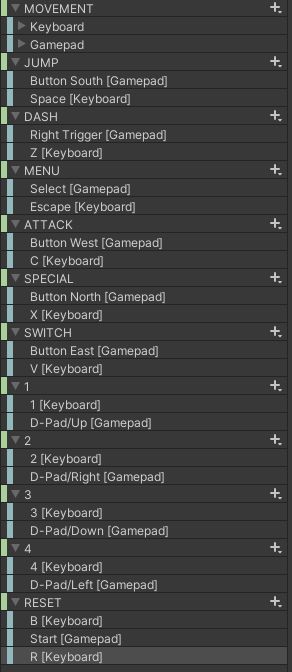 MOVEMENT
Keyboard
Gamepad
JUMP
Button South [Gamepad]
Space [Keyboard]
DASH
Right Trigger [Gamepad]
Z [Keyboard]
MENU
Select [Gamepad]
Escape [Keyboard]
ATTACK
Button West [Gamepad]
C [Keyboard]
SPECIAL
Button North [Gamepad]
X [Keyboard]
SWITCH
Button East [Gamepad]
V [Keyboard]
1
1 [Keyboard]
D-Pad/Up [Gamepad]
2
2 [Keyboard]
D-Pad/Right [Gamepad]
3
3 [Keyboard]
D-Pad/Down [Gamepad]
4
4 [Keyboard]
D-Pad/Left [Gamepad]
RESET
B [Keyboard]
Start [Gamepad]
R [Keyboard]